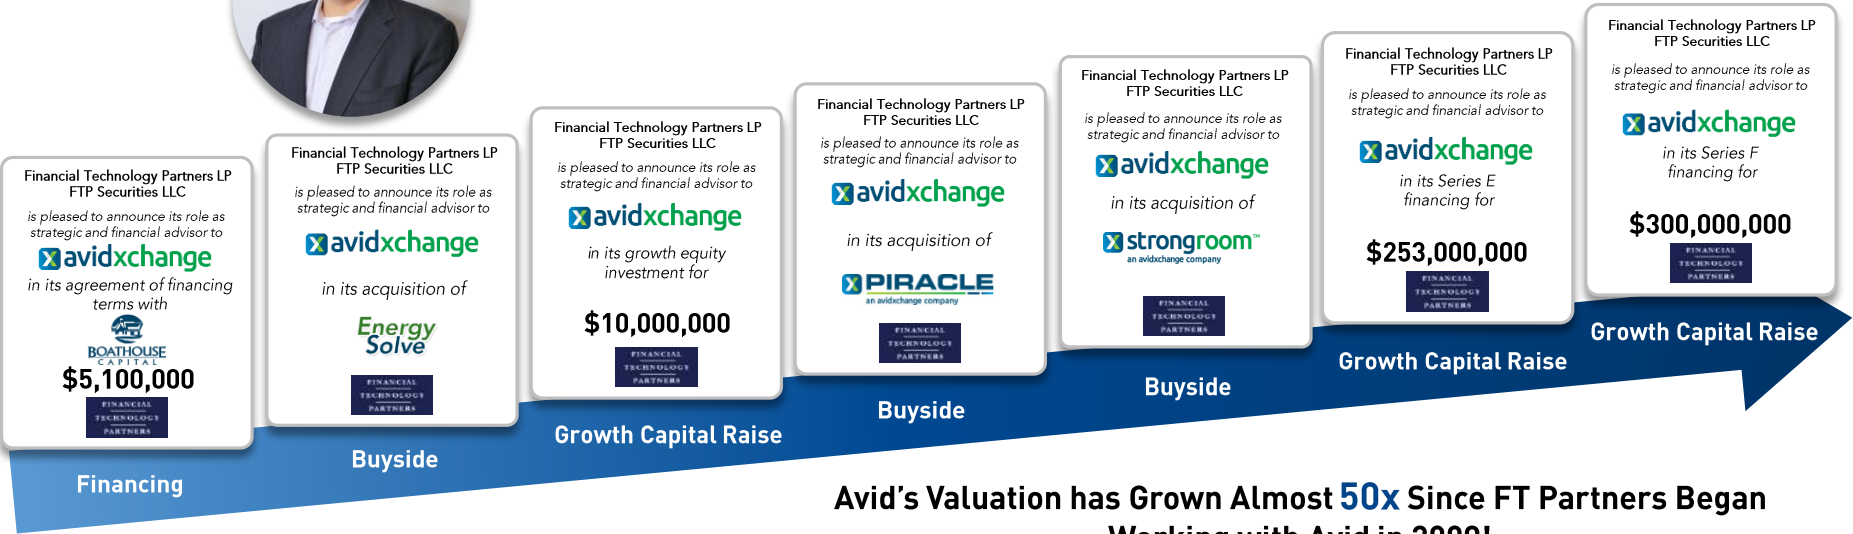 Financial Technology Partners LP
FTP Securities LLC
is pleased to announce its role as
strategic and financial advisor to
avidxchange
in its agreement of financing
terms with
BOATHOUSE
CAPITAL
$5,100,000
FINANCIAL
TECHNOLOGY
PARTNERS
Financing
Financial Technology Partners LP
FTP Securities LLC
is pleased to announce its role as
strategic and financial advisor to
avidxchange
in its acquisition of
Energy
Solve
FINANCIAL
TECHNOLOGY
PARTNERS
Buyside
Financial Technology Partners LP
FTP Securities LLC
is pleased to announce its role as
strategic and financial advisor to
avidxchange
in its growth equity
investment for
$10,000,000
FINANCIAL
TECHNOLOGY
PARTNERS
Growth Capital Raise
Financial Technology Partners LP
FTP Securities LLC
is pleased to announce its role as
strategic and financial advisor to
avidxchange
in its acquisition of
PIRACLE
an avidxchange company
FINANCIAL
TECHNOLOGY
PARTNERS
Buyside
Financial Technology Partners LP
FTP Securities LLC
is pleased to announce its role as
strategic and financial advisor to
avidxchange
in its acquisition of
strongroom™
an avidxchange company
FINANCIAL
TECHNOLOGY
PARTNERS
Buyside
Financial Technology Partners LP
FTP Securities LLC
is pleased to announce its role as
strategic and financial advisor to
avidxchange
in its Series E
financing for
$253,000,000
FINANCIAL
TECHNOLOGY
PARTNERS
Growth Capital Raise
Financial Technology Partners LP
FTP Securities LLC
is pleased to announce its role as
strategic and financial advisor to
avidxchange
in its Series F
financing for
$300,000,000
FINANCIAL
TECHNOLOGY
PARTNERS
Growth Capital Raise
Avid's Valuation has Grown Almost 50x Since FT Partners Began
Working with Avid in